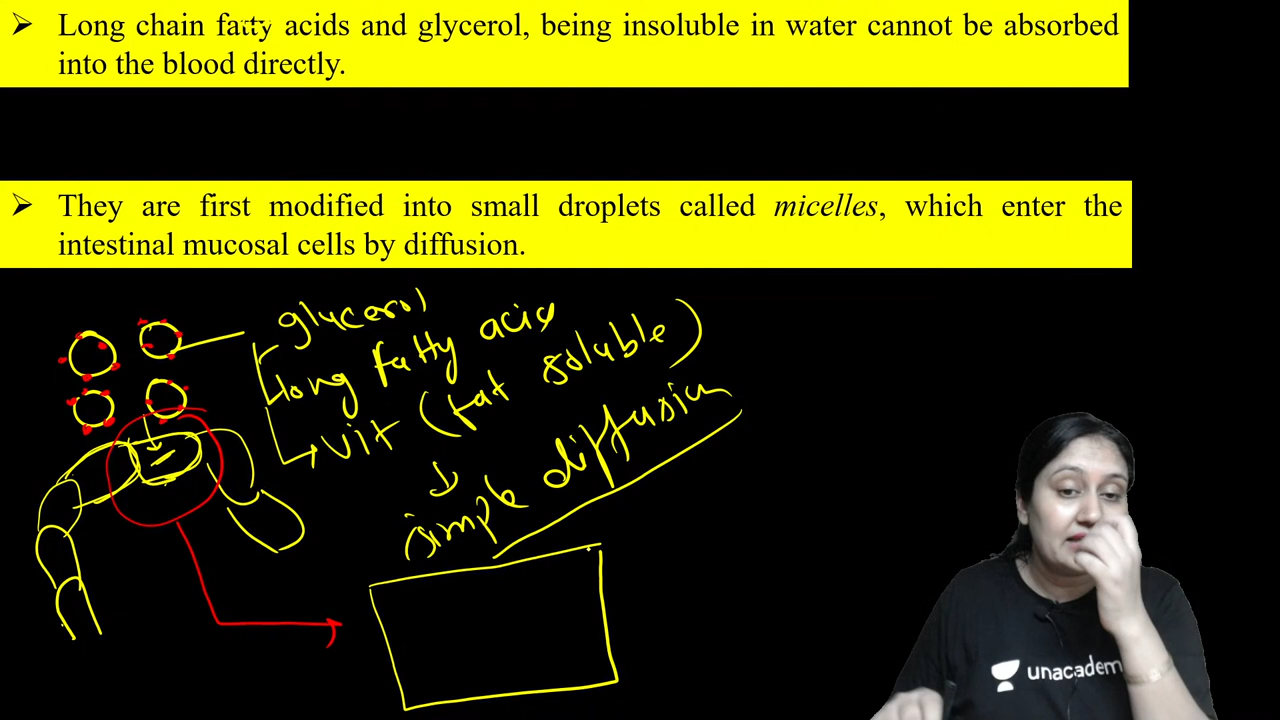 ➤ Long chain fatty acids and glycerol, being insoluble in water cannot be absorbed
into the blood directly.
➤ They are first modified into small droplets called micelles, which enter the
intestinal mucosal cells by diffusion.
glycerol
long fatty acid
vit (fat soluble)
simple diffusion
unacadem